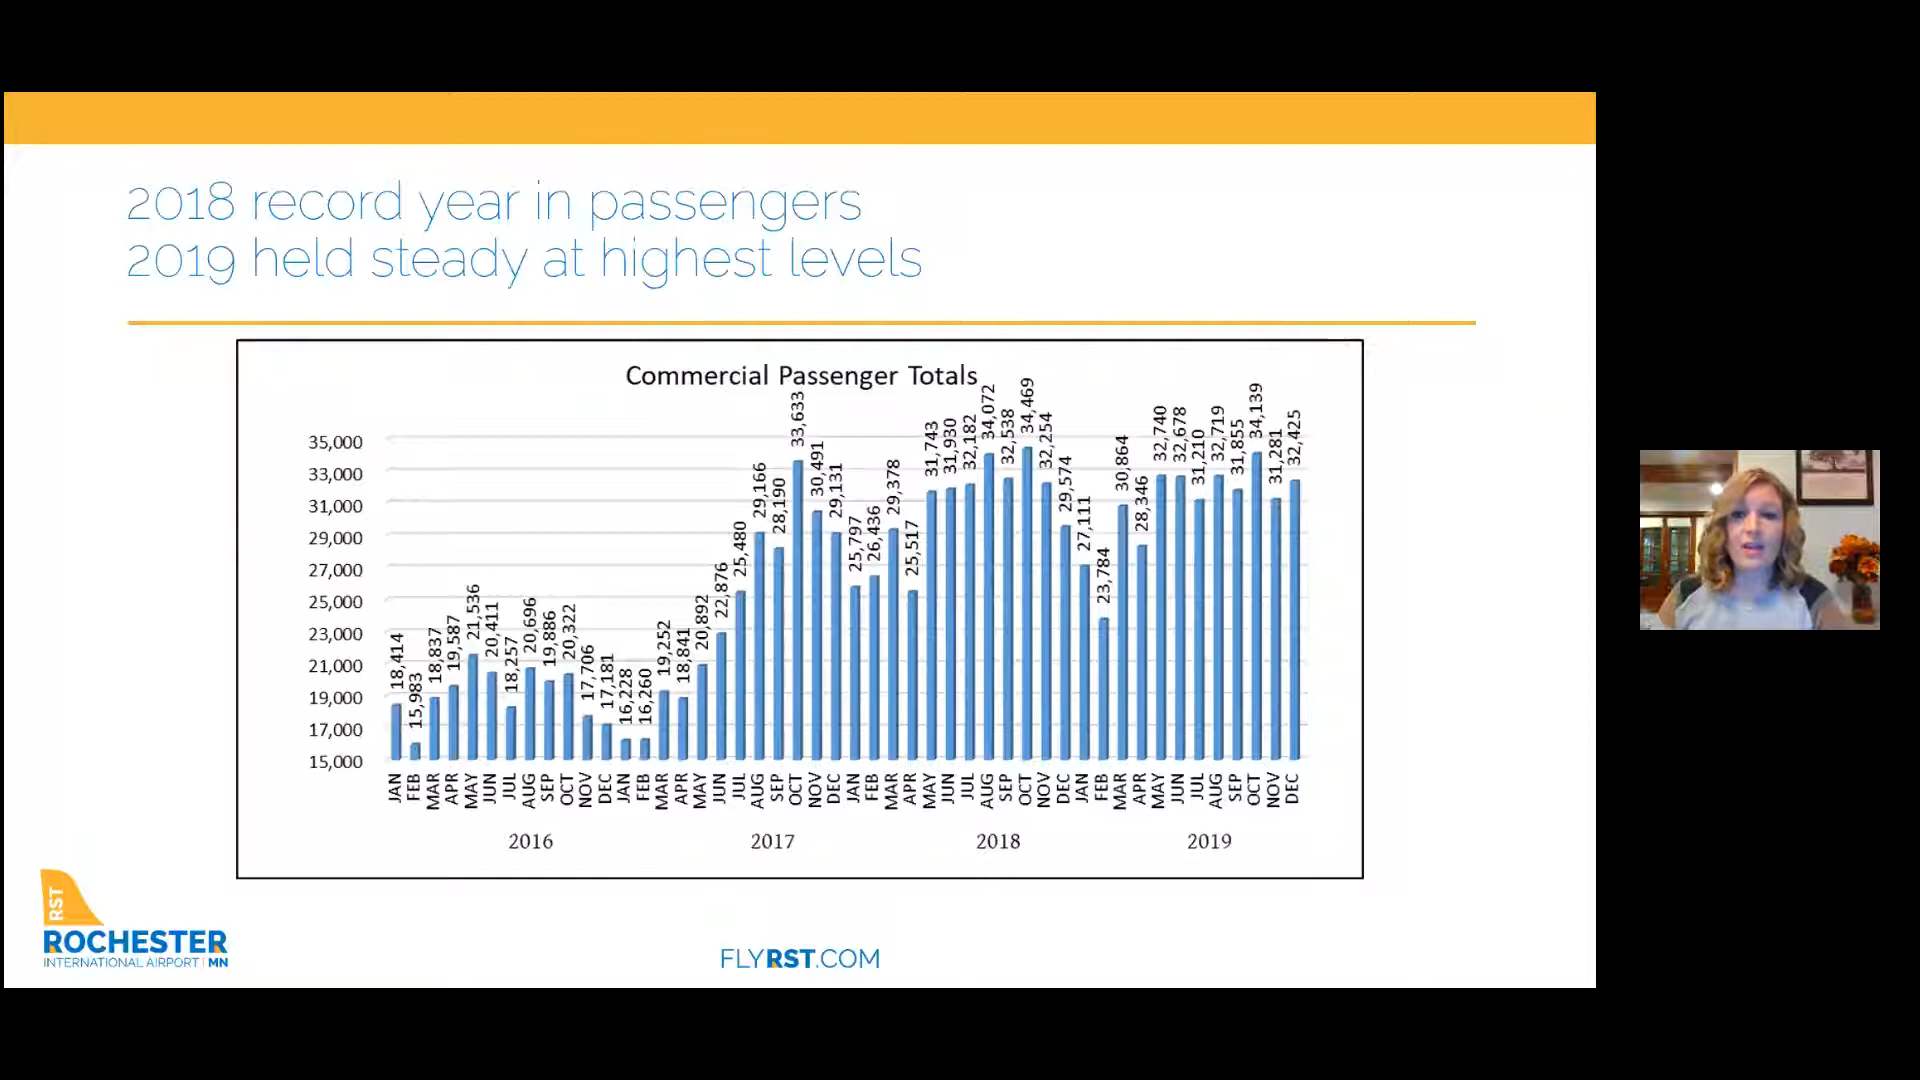 2018 record year in passengers
2019 held steady at highest levels
Commercial Passenger Totals
35,000
33,000
31,000
29,000
27,000
25,000
23,000
21,000
19,000
17,000
15,000
18,414
15,983
18,837
19,587
21,536
20,411
18,257
20,696
19,886
20,322
17,706
17,181
16,228
16,260
19,252
18,841
20,892
22,876
25,480
29,166
28,190
33,633
30,491
29,131
25,797
26,436
29,378
25,517
31,743
31,930
32,182
34,072
32,538
34,469
32,254
29,574
27,111
23,784
30,864
28,346
32,740
32,678
31,210
32,719
31,855
34,139
31,281
32,425
JAN
FEB
MAR
APR
MAY
JUN
JUL
AUG
SEP
OCT
NOV
DEC
JAN
FEB
MAR
APR
MAY
JUN
JUL
AUG
SEP
OCT
NOV
DEC
JAN
FEB
MAR
APR
MAY
JUN
JUL
AUG
SEP
OCT
NOV
DEC
JAN
FEB
MAR
APR
MAY
JUN
JUL
AUG
SEP
OCT
NOV
DEC
2016
2017
2018
2019
RST
ROCHESTER
INTERNATIONAL AIRPORT | MN
FLYRST.COM